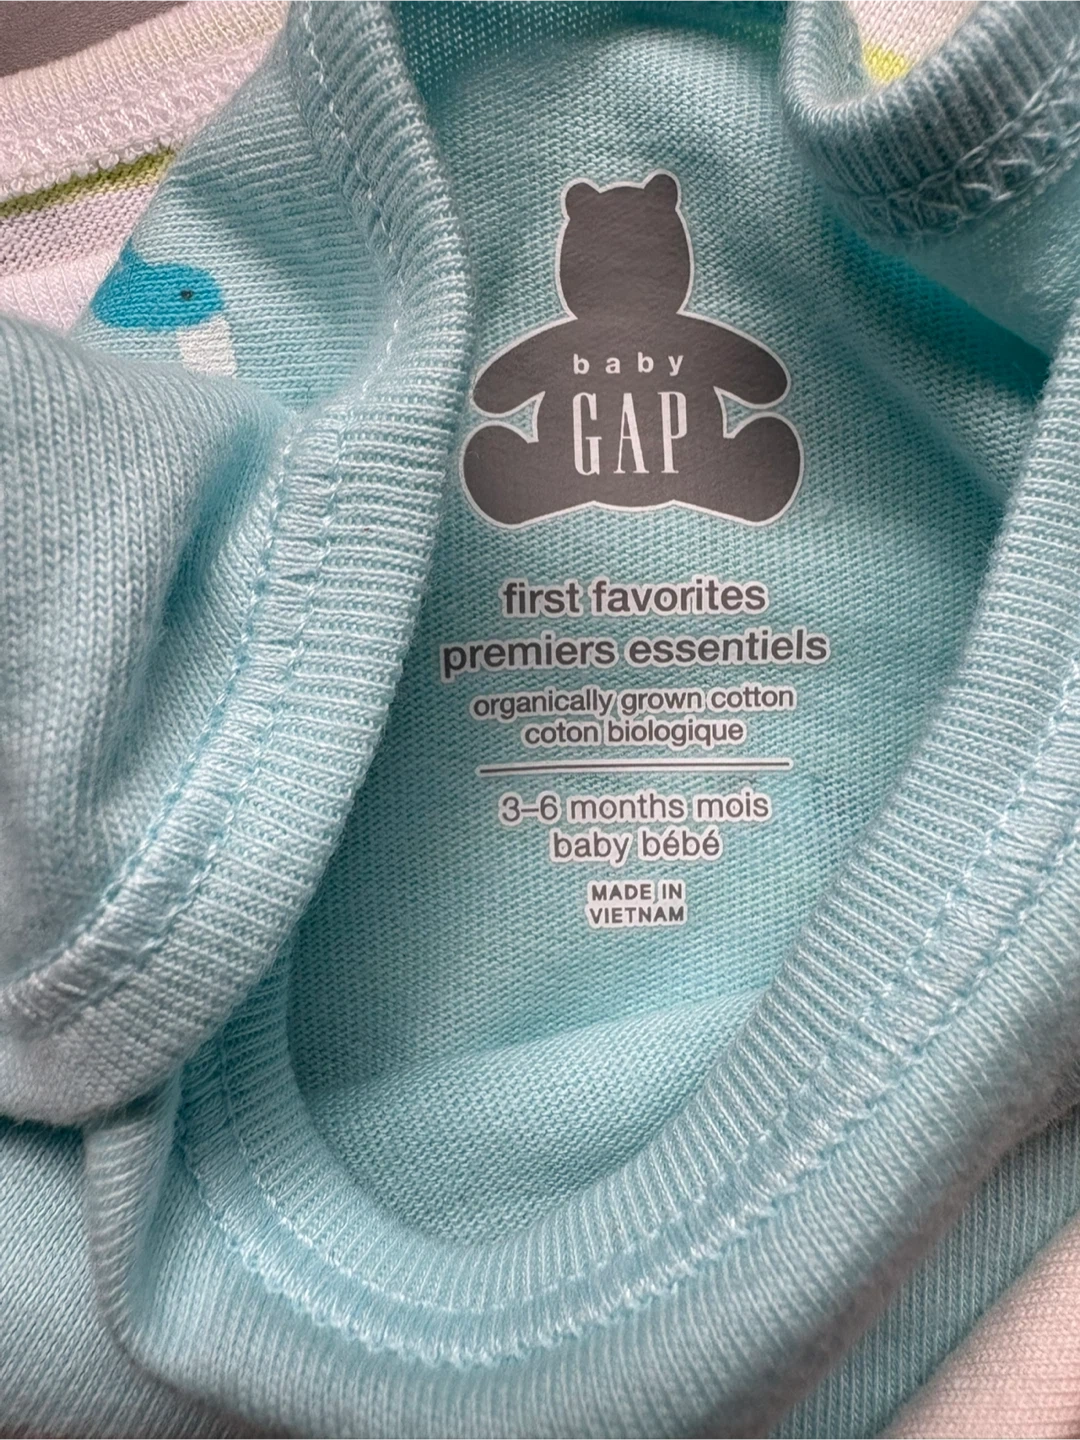 baby
GAP
first favorites
premiers essentiels
organically grown cotton
coton biologique
3–6 months mois
baby bébé
MADE IN
VIETNAM